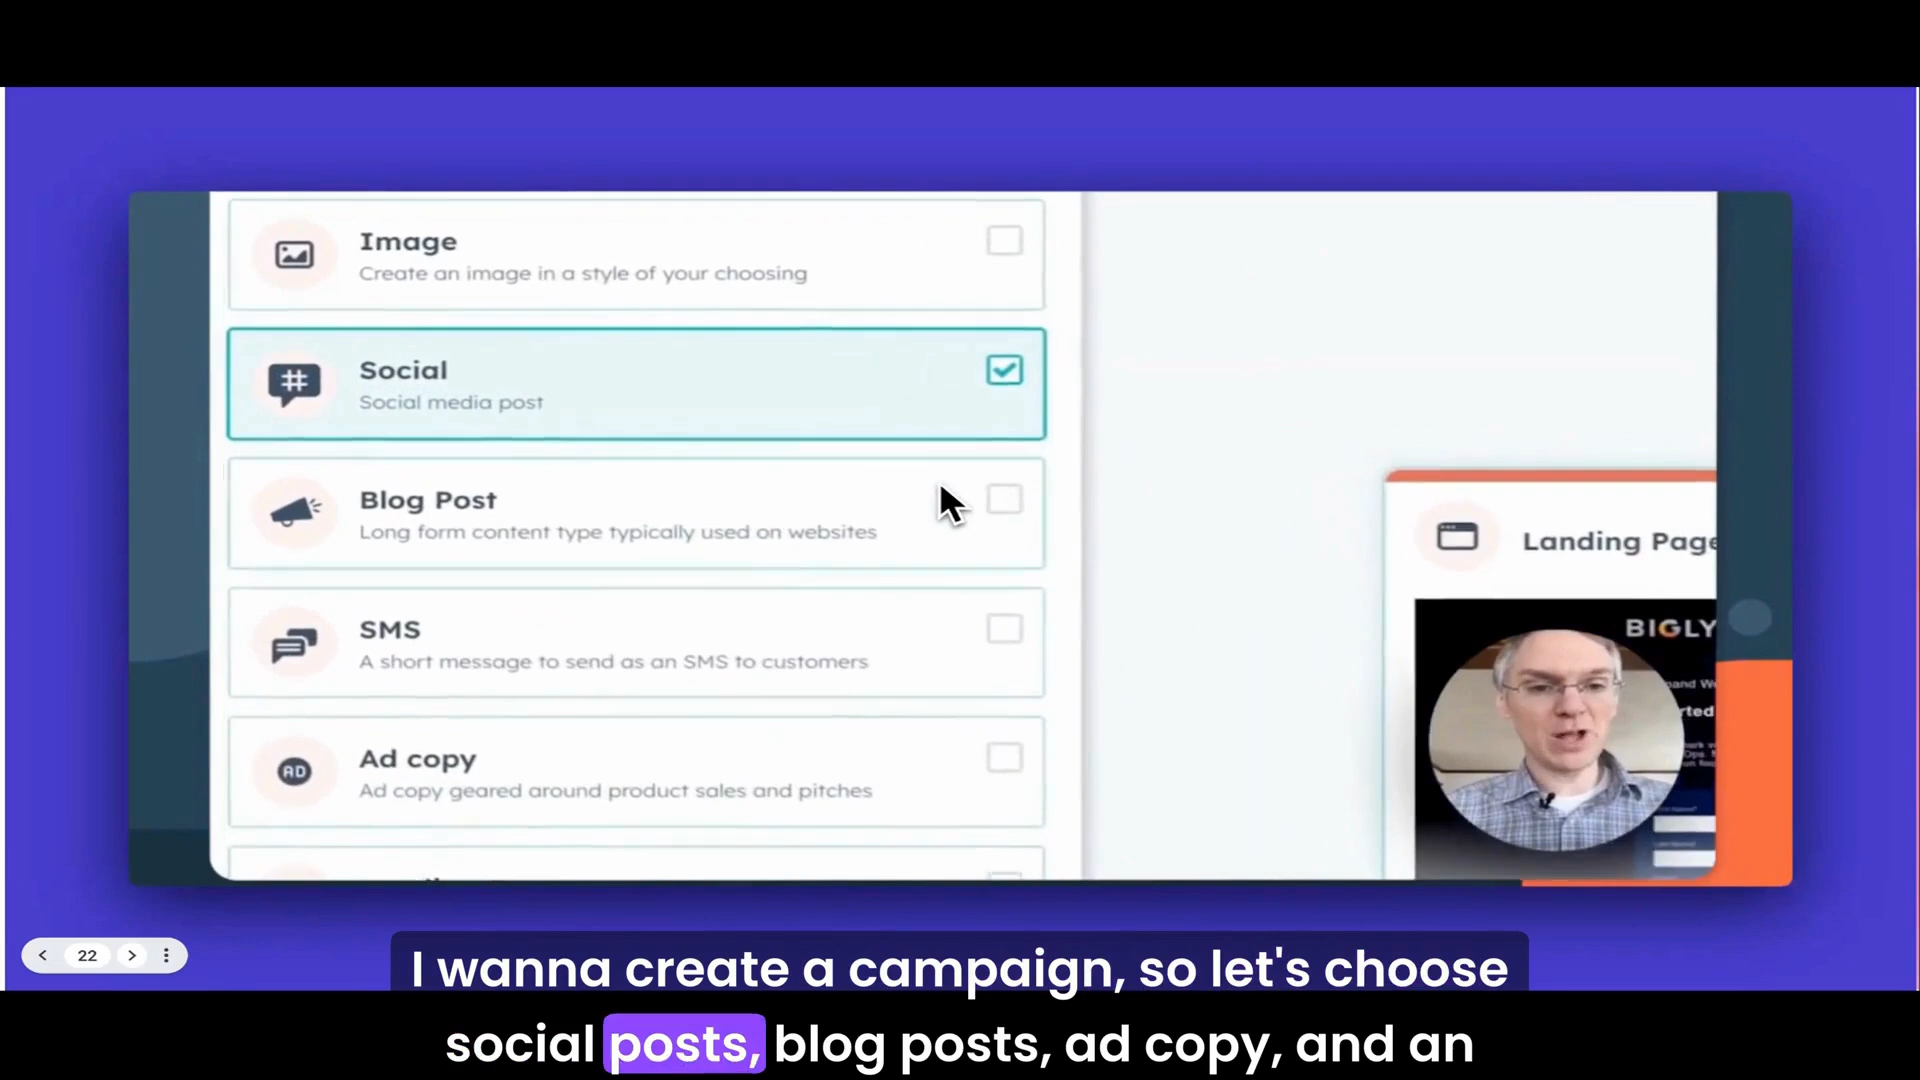 Image
Create an image in a style of your choosing
Social
Social media post
Blog Post
Long form content type typically used on websites
SMS
A short message to send as an SMS to customers
AD
Ad copy
Ad copy geared around product sales and pitches
Landing Page
BIGLY
22
I wanna create a campaign, so let's choose
social posts, blog posts, ad copy, and an